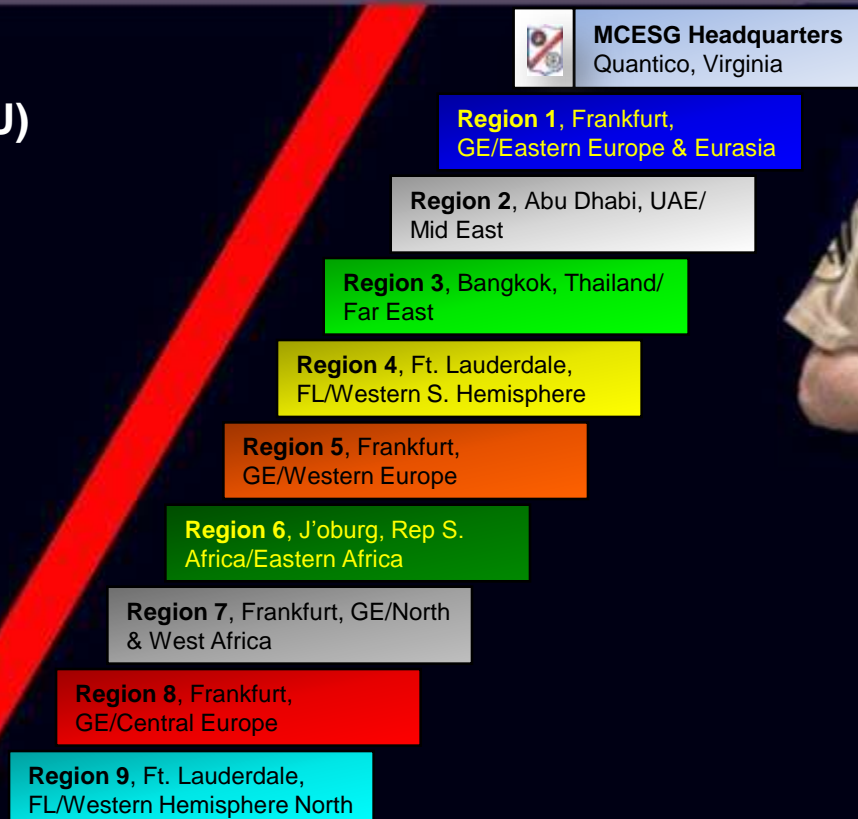 MCESG Headquarters
Quantico, Virginia
U)
Region 1, Frankfurt,
GE/Eastern Europe & Eurasia
Region 2, Abu Dhabi, UAE/
Mid East
Region 3, Bangkok, Thailand/
Far East
Region 4, Ft. Lauderdale,
FL/Western S. Hemisphere
Region 5, Frankfurt,
GE/Western Europe
Region 6, J'oburg, Rep S.
Africa/Eastern Africa
Region 7, Frankfurt, GE/North
& West Africa
Region 8, Frankfurt,
GE/Central Europe
Region 9, Ft. Lauderdale,
FL/Western Hemisphere North